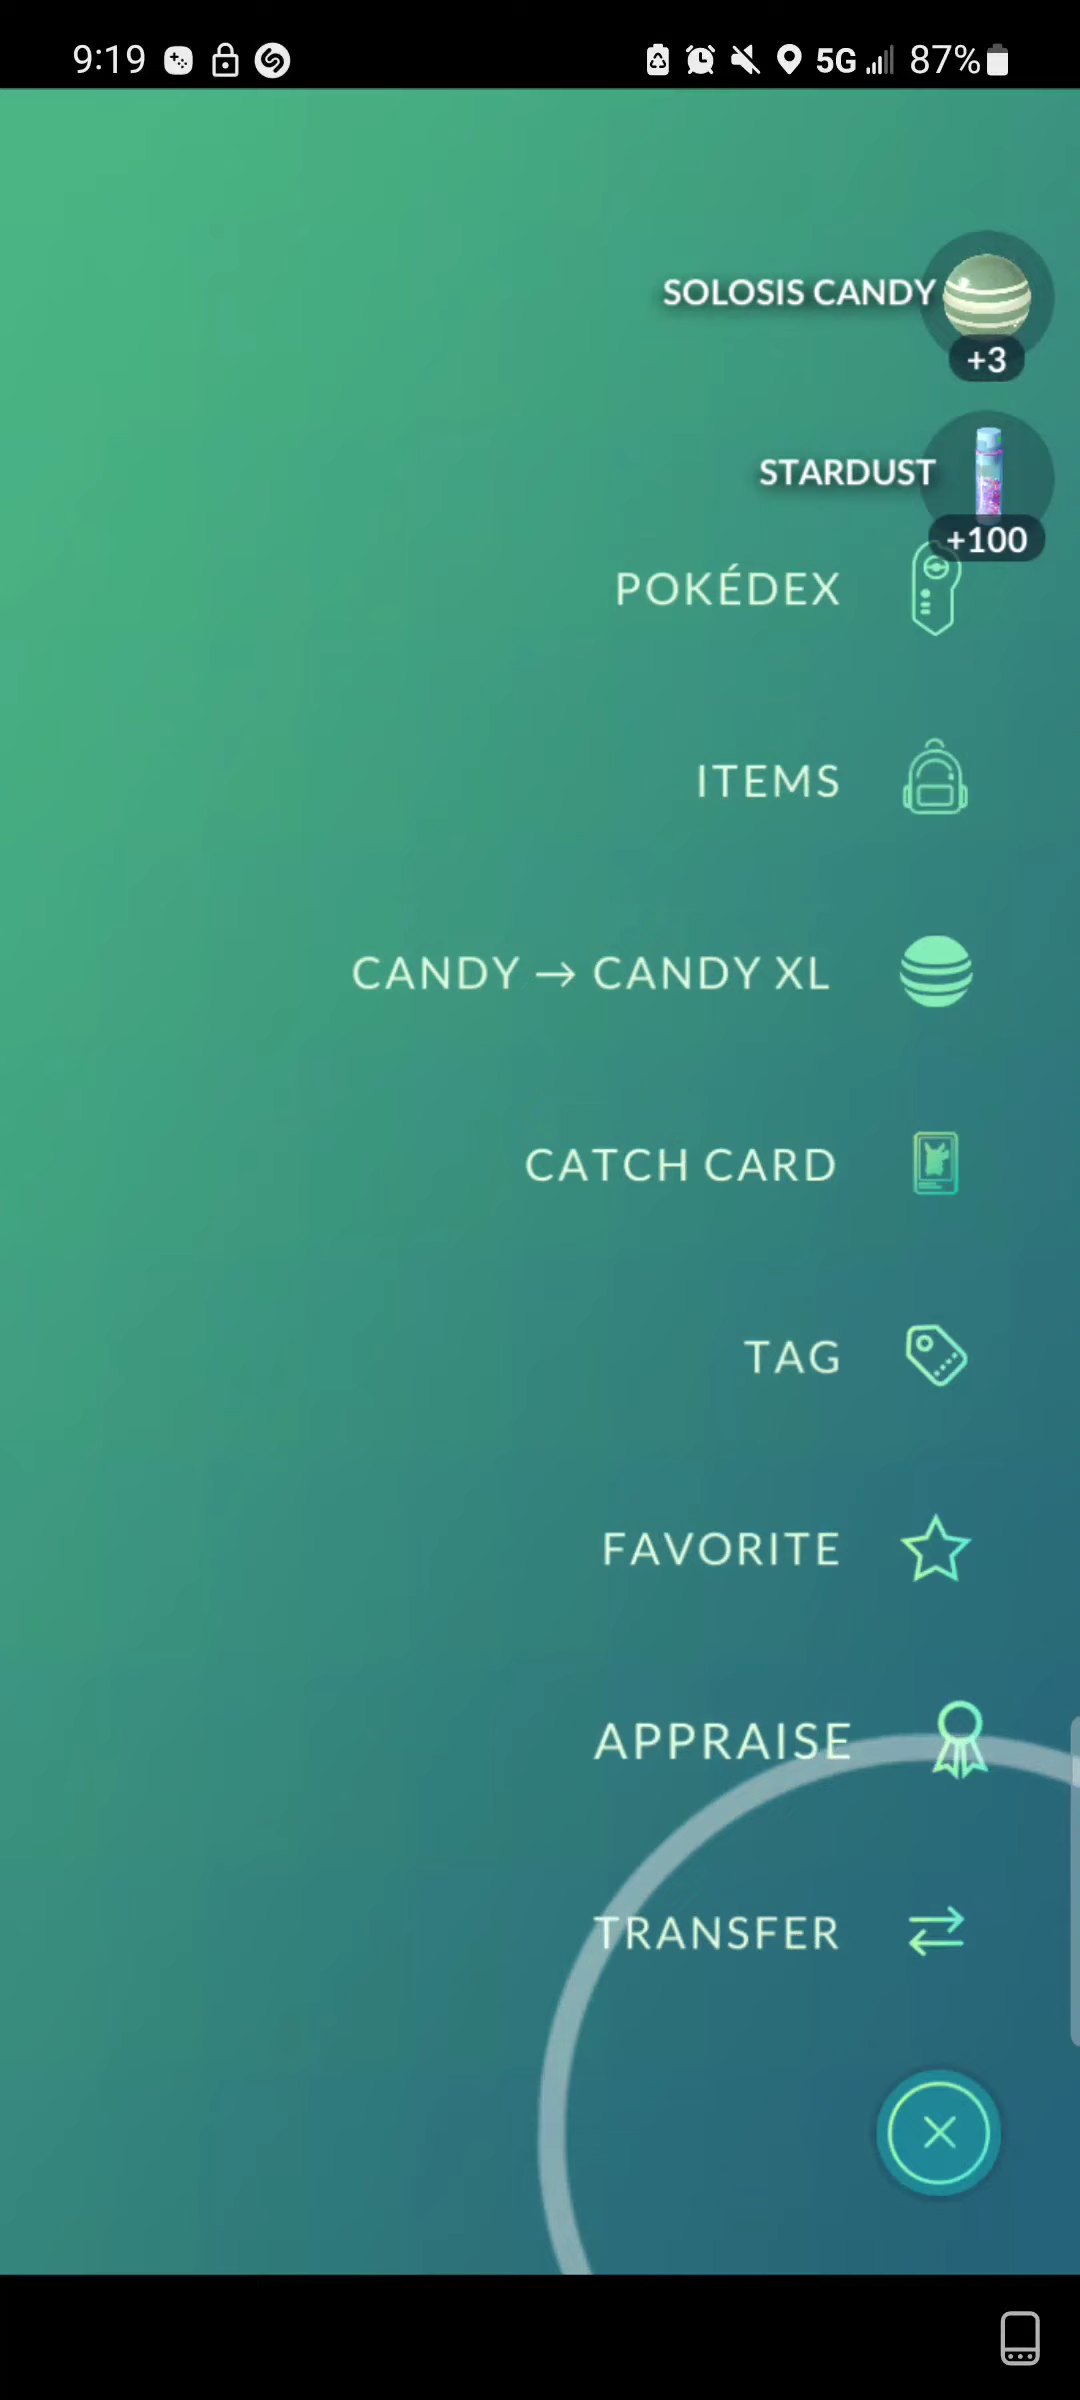 9:19 5G 87%
SOLOSIS CANDY
+3
STARDUST
+100
POKÉDEX
ITEMS
CANDY → CANDY XL
CATCH CARD
TAG
FAVORITE
APPRAISE
TRANSFER